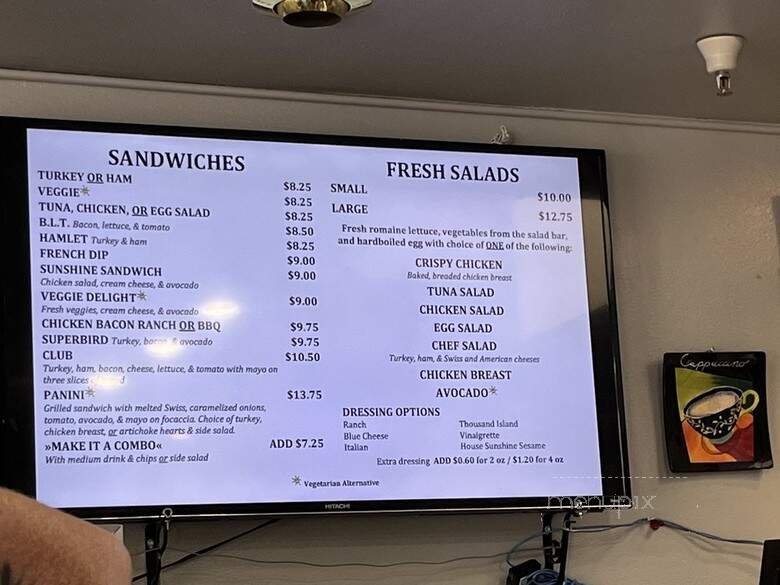 SANDWICHES
TURKEY OR HAM $8.25
VEGGIE $8.25
TUNA, CHICKEN, OR EGG SALAD $8.25
B.L.T. Bacon, lettuce, & tomato $8.50
HAMLET Turkey & ham $8.25
FRENCH DIP $9.00
SUNSHINE SANDWICH $9.00
Chicken salad, cream cheese, & avocado
VEGGIE DELIGHT $9.00
Fresh veggies, cream cheese, & avocado
CHICKEN BACON RANCH OR BBQ $9.75
SUPERBIRD Turkey, bacon, & avocado $9.75
CLUB $10.50
Turkey, ham, bacon, cheese, lettuce, & tomato with mayo on
three slices
PANINI $13.75
Grilled sandwich with melted Swiss, caramelized onions,
tomato, avocado, & mayo on focaccia. Choice of turkey,
chicken breast, or artichoke hearts & side salad.
»MAKE IT A COMBO« ADD $7.25
With medium drink & chips or side salad
FRESH SALADS
SMALL $10.00
LARGE $12.75
Fresh romaine lettuce, vegetables from the salad bar,
and hardboiled egg with choice of ONE of the following:
CRISPY CHICKEN
Baked, breaded chicken breast
TUNA SALAD
CHICKEN SALAD
EGG SALAD
CHEF SALAD
Turkey, ham, & Swiss and American cheeses
CHICKEN BREAST
AVOCADO
DRESSING OPTIONS
Ranch Thousand Island
Blue Cheese Vinaigrette
Italian House Sunshine Sesame
Extra dressing ADD $0.60 for 2 oz / $1.20 for 4 oz
Vegetarian Alternative
HITACHI
Cappuccino
menupix